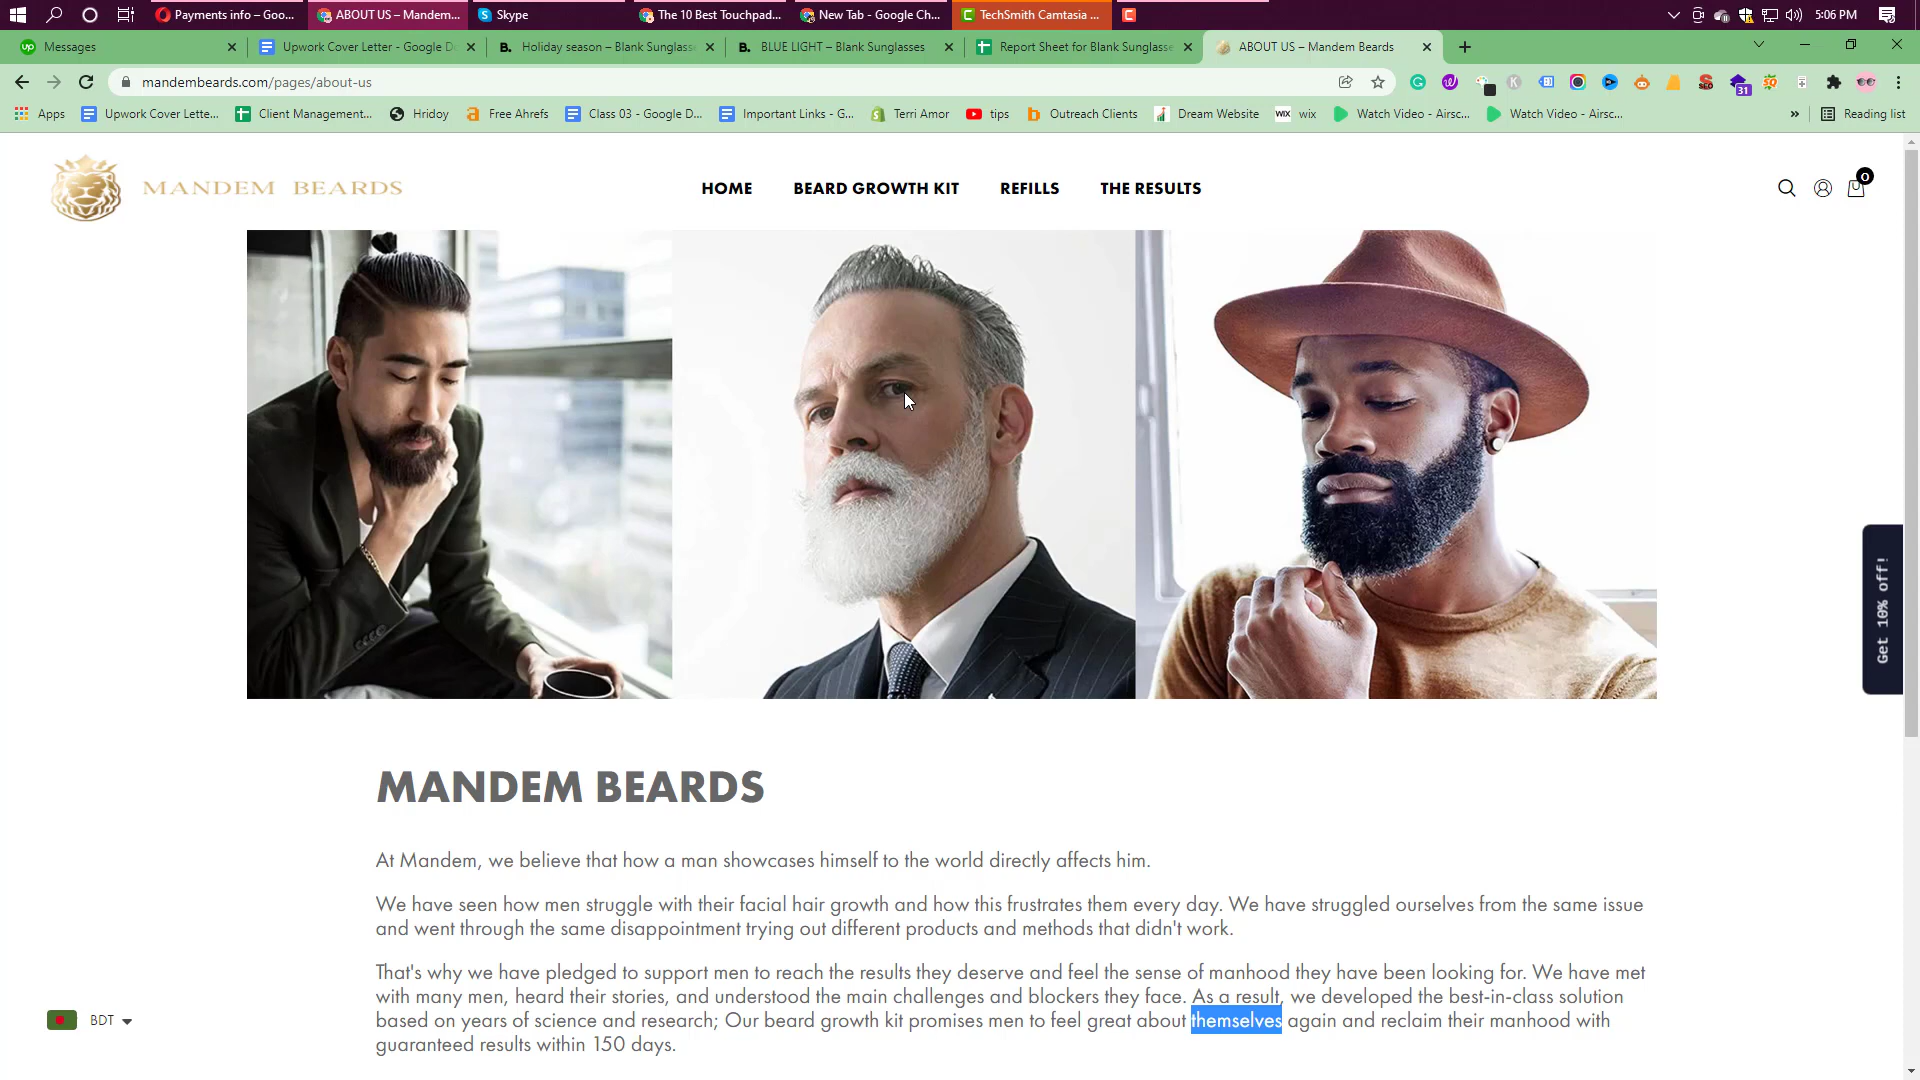 Payments info – Goo...
ABOUT US – Mandem...
Skype
The 10 Best Touchpad...
New Tab - Google Ch...
TechSmith Camtasia ...
5:06 PM
Messages
Upwork Cover Letter - Google D
Holiday season – Blank Sunglass
BLUE LIGHT – Blank Sunglasses
Report Sheet for Blank Sunglasse
ABOUT US – Mandem Beards
mandembeards.com/pages/about-us
31
Apps
Upwork Cover Lette...
Client Management...
Hridoy
Free Ahrefs
Class 03 - Google D...
Important Links - G...
Terri Amor
tips
Outreach Clients
Dream Website
WIX wix
Watch Video - Airsc...
Watch Video - Airsc...
Reading list
MANDEM BEARDS
HOME BEARD GROWTH KIT REFILLS THE RESULTS
0
Get 10% off!
MANDEM BEARDS
At Mandem, we believe that how a man showcases himself to the world directly affects him.
We have seen how men struggle with their facial hair growth and how this frustrates them every day. We have struggled ourselves from the same issue
and went through the same disappointment trying out different products and methods that didn't work.
That's why we have pledged to support men to reach the results they deserve and feel the sense of manhood they have been looking for. We have met
with many men, heard their stories, and understood the main challenges and blockers they face. As a result, we developed the best-in-class solution
based on years of science and research; Our beard growth kit promises men to feel great about themselves again and reclaim their manhood with
guaranteed results within 150 days.
BDT